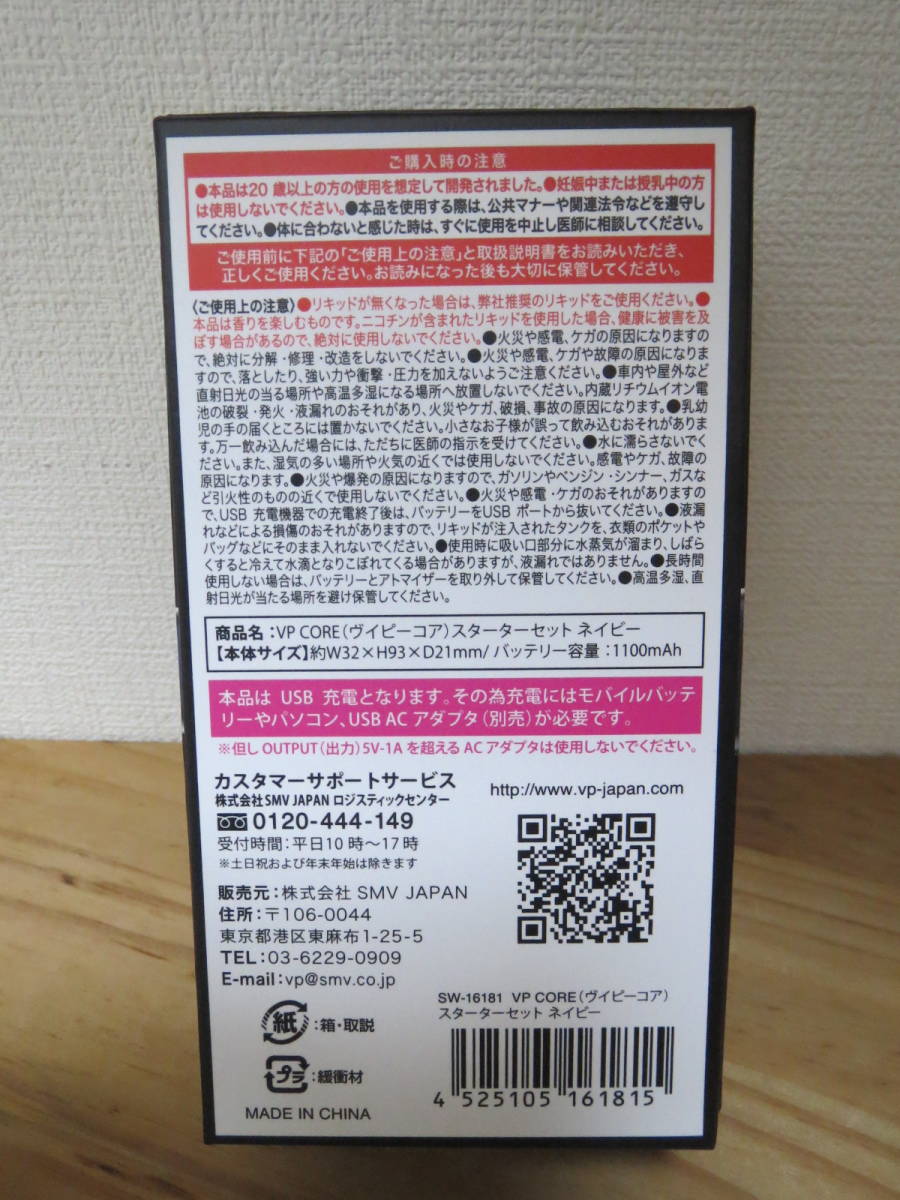 ご購入時の注意
●本品は20歳以上の方の使用を想定して開発されました。●妊娠中または授乳中の方
は使用しないでください。●本品を使用する際は、公共マナーや関連法令などを遵守し
てください。●体に合わないと感じた時は、すぐに使用を中止し医師に相談してください。
ご使用前に下記の「ご使用上の注意」と取扱説明書をお読みいただき、
正しくご使用ください。お読みになった後も大切に保管してください。
〈ご使用上の注意〉●リキッドが無くなった場合は、弊社推奨のリキッドをご使用ください。●
本品は香りを楽しむものです。ニコチンが含まれたリキッドを使用した場合、健康に被害を及
ぼす場合があるので、絶対に使用しないでください。●火災や感電、ケガの原因になりますの
で、絶対に分解・修理・改造をしないでください。●火災や感電、ケガや故障の原因になりま
すので、落としたり、強い力や衝撃・圧力を加えないようご注意ください。●車内や屋外など
直射日光の当る場所や高温多湿になる場所へ放置しないでください。内蔵リチウムイオン電
池の破裂・発火・液漏れのおそれがあり、火災やケガ、破損、事故の原因になります。●乳幼
児の手の届くところには置かないでください。小さなお子様が誤って飲み込むおそれがありま
す。万一飲み込んだ場合には、ただちに医師の指示を受けてください。●水に濡らさないでく
ださい。また、湿気の多い場所や火気の近くでは使用しないでください。感電やケガ、故障の
原因になります。●火災や爆発の原因になりますので、ガソリンやベンジン・シンナー、ガスな
ど引火性のものの近くで使用しないでください。●火災や感電・ケガのおそれがありますの
で、USB 充電機器での充電終了後は、バッテリーをUSB ポートから抜いてください。●液漏
れなどによる損傷のおそれがありますので、リキッドが注入されたタンクを、衣類のポケットや
バッグなどにそのまま入れないでください。●使用時に吸い口部分に水蒸気が溜まり、しばら
くすると冷えて水滴となりこぼれてくる場合がありますが、液漏れではありません。●長時間
使用しない場合は、バッテリーとアトマイザーを取り外して保管してください。●高温多湿、直
射日光が当たる場所を避け保管してください。
商品名：VP CORE（ヴイピーコア）スターターセット ネイビー
【本体サイズ】約W32×H93×D21mm/ バッテリー容量：1100mAh
本品は USB 充電となります。その為充電にはモバイルバッテ
リーやパソコン、USB AC アダプタ（別売）が必要です。
※但し OUTPUT（出力）5V-1A を超える AC アダプタは使用しないでください。
カスタマーサポートサービス
株式会社SMV JAPAN ロジスティックセンター
0120-444-149
受付時間：平日10時～17時
※土日祝および年末年始は除きます
http://www.vp-japan.com
販売元：株式会社 SMV JAPAN
住所：〒106-0044
東京都港区東麻布1-25-5
TEL：03-6229-0909
E-mail：vp@smv.co.jp
紙：箱・取説
プラ：緩衝材
MADE IN CHINA
SW-16181 VP CORE（ヴイピーコア）
スターターセット ネイビー
4 525105 161815